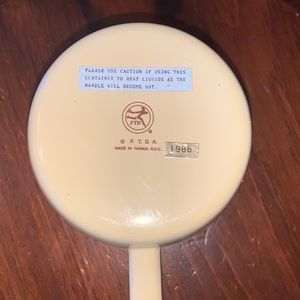 PLEASE USE CAUTION IF USING THIS
CONTAINER TO HEAT LIQUIDS AS THE
HANDLE WILL BECOME HOT.
FTD
®
© F. T. D. A.
MADE IN TAIWAN, R.O.C.
1986